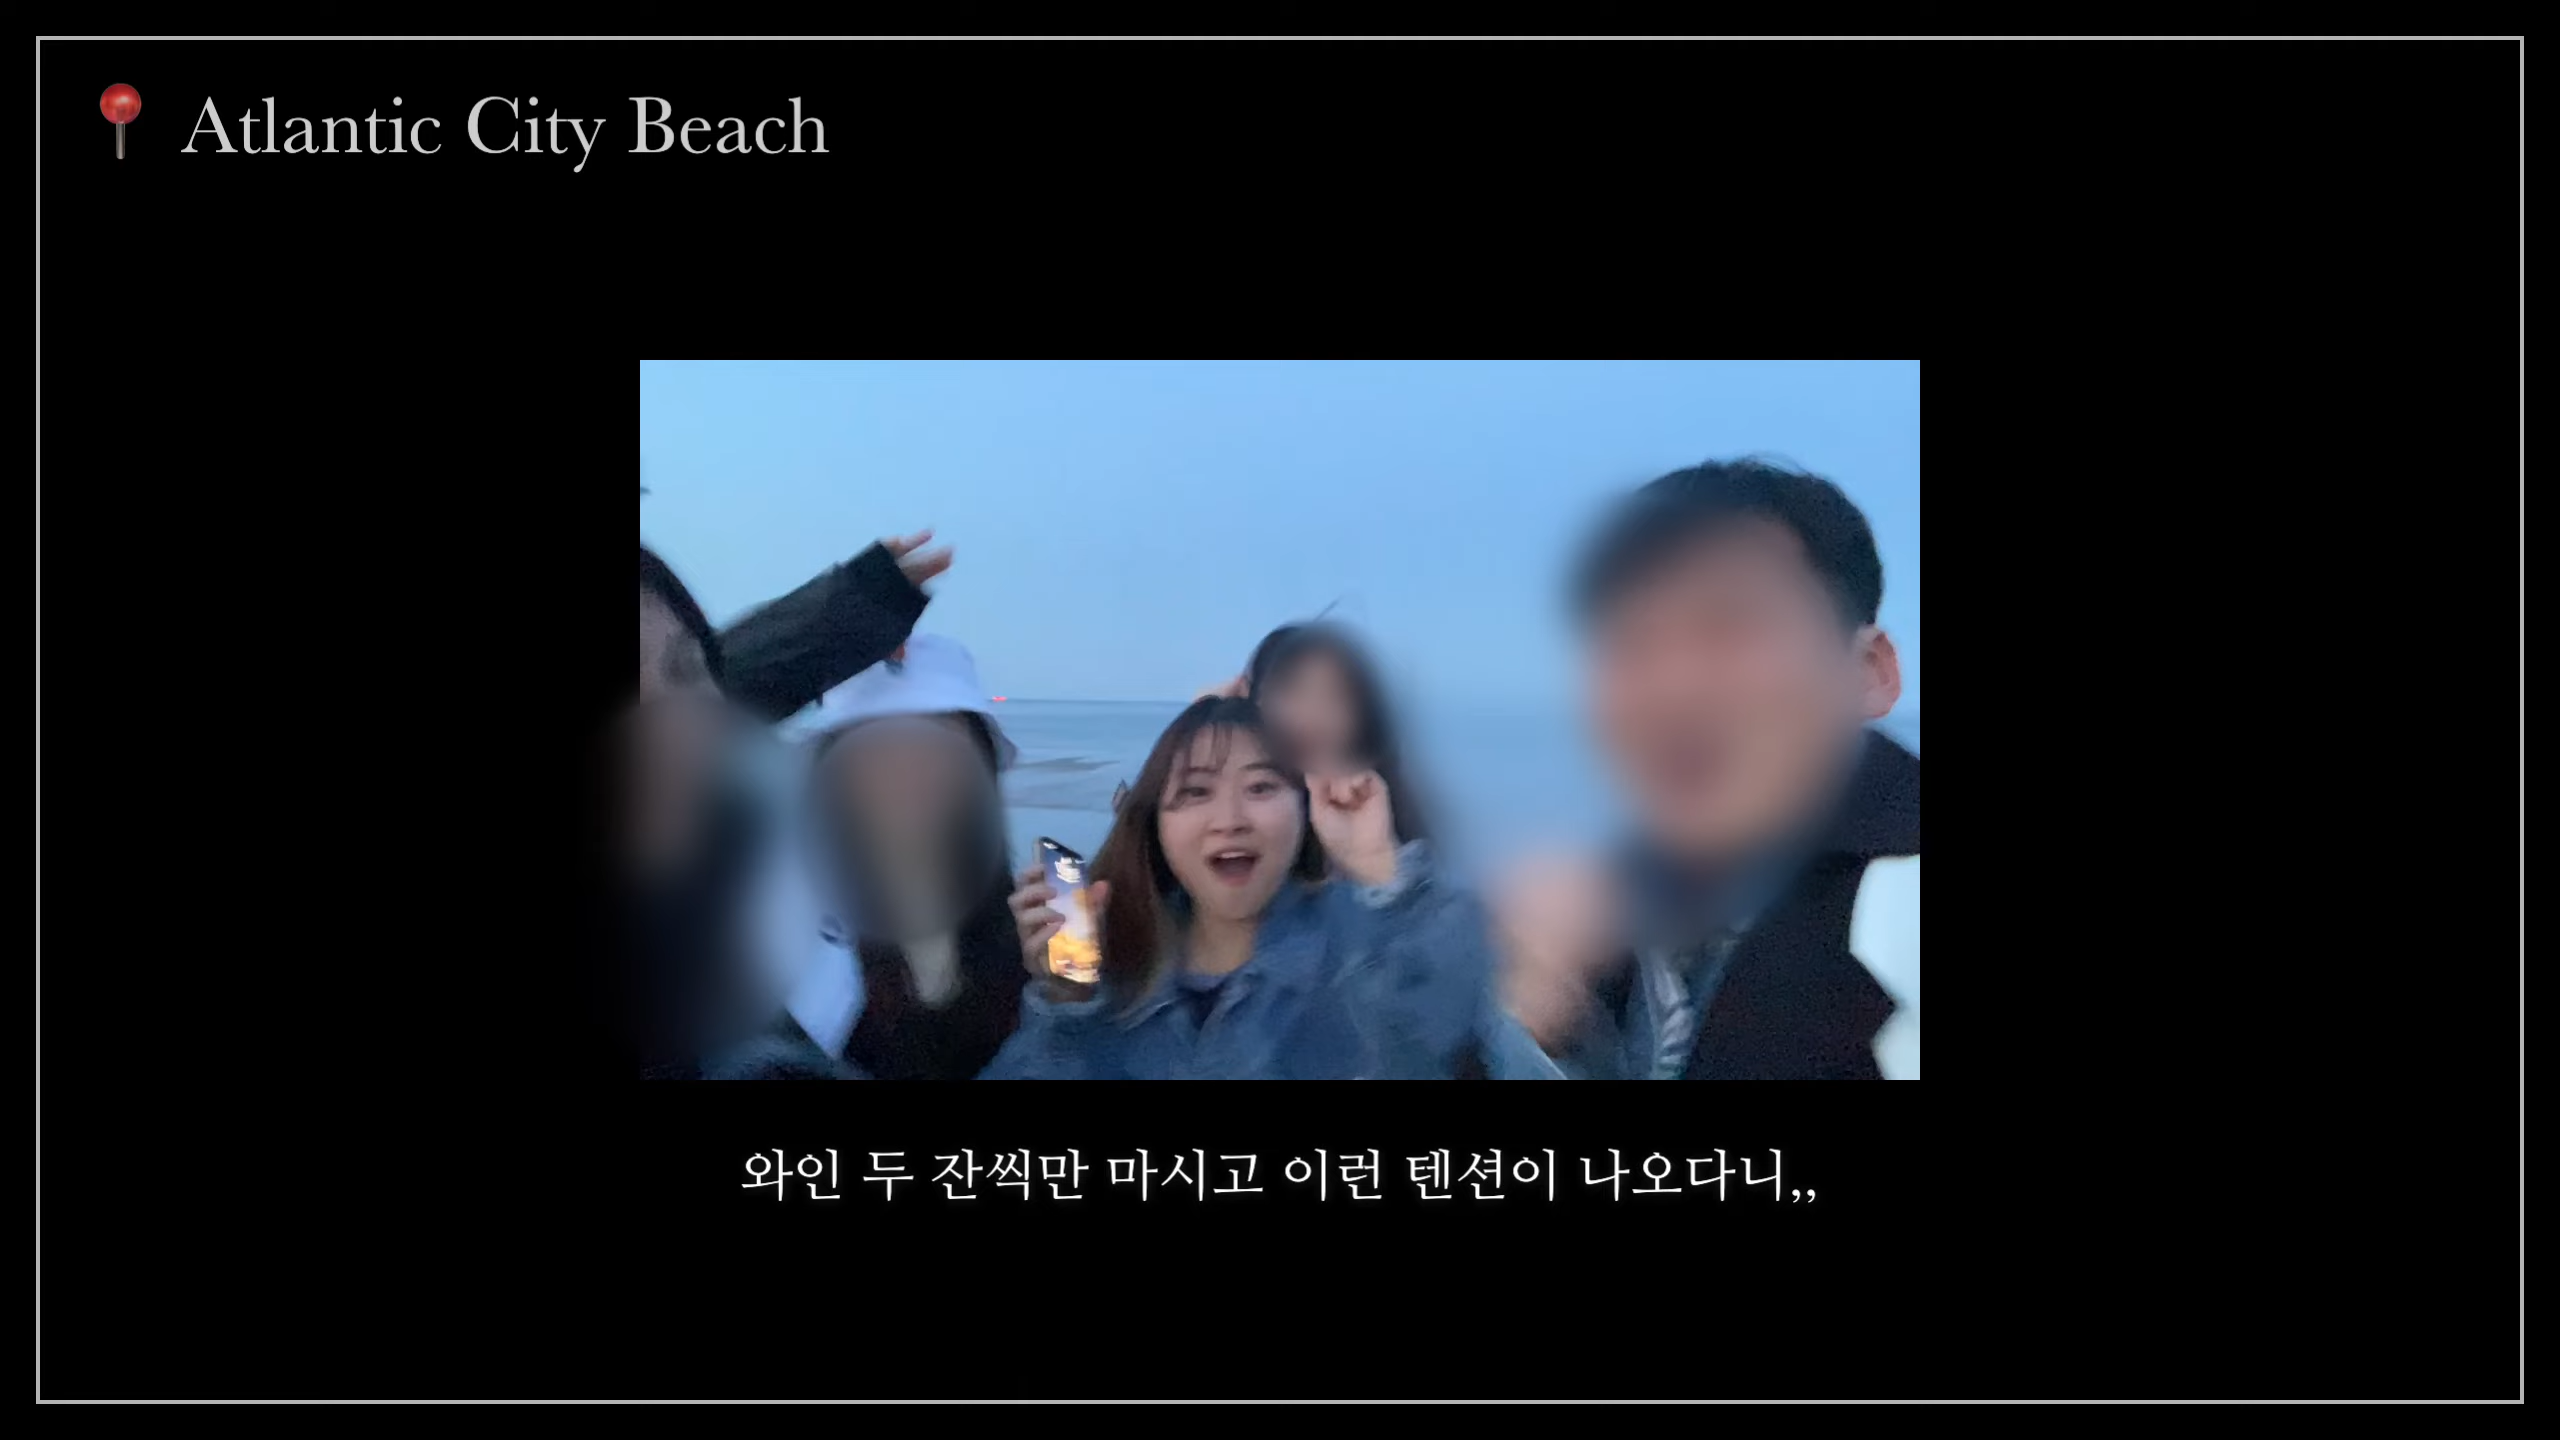 Atlantic City Beach
와인 두 잔씩만 마시고 이런 텐션이 나오다니,,